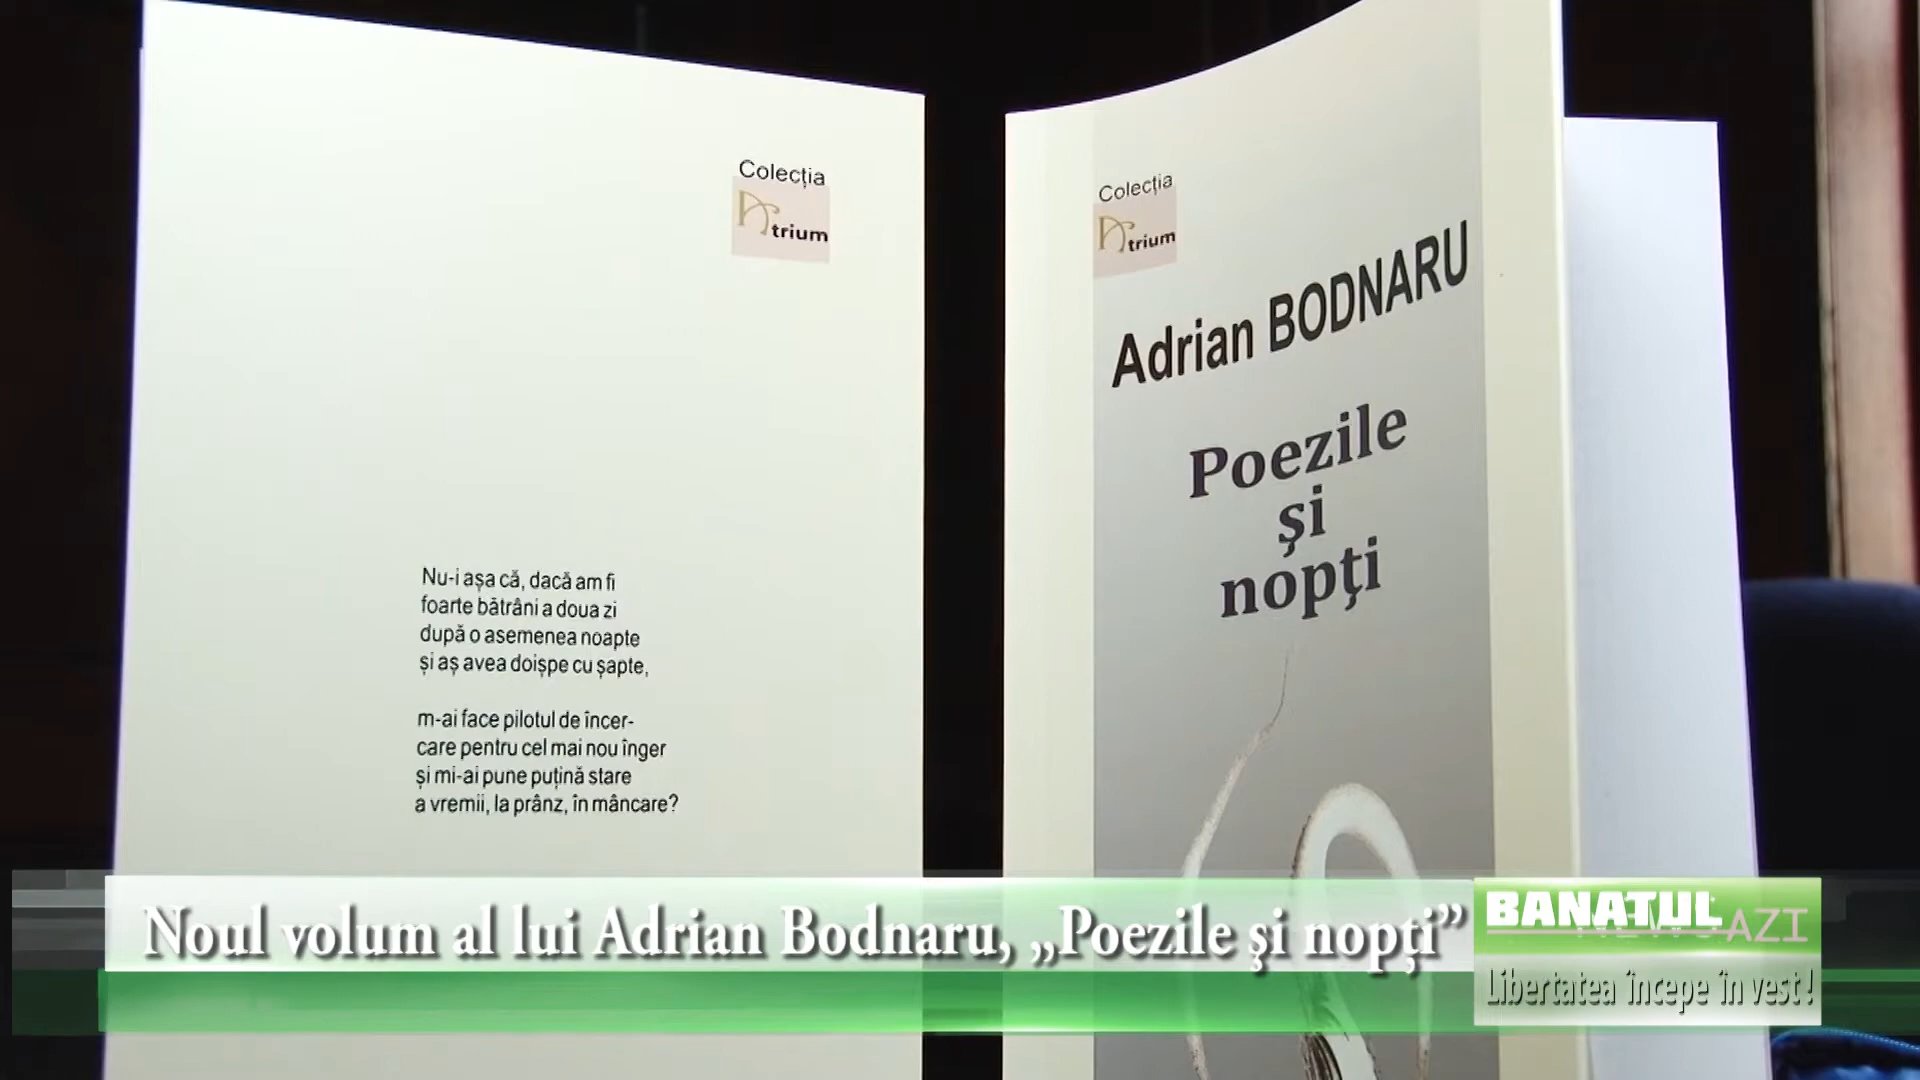 Colecția
Atrium
Nu-i așa că, dacă am fi
foarte bătrâni a doua zi
după o asemenea noapte
și aș avea doișpe cu șapte,
m-ai face pilotul de încer-
care pentru cel mai nou înger
și mi-ai pune puțină stare
a vremii, la prânz, în mâncare?
Colecția
Atrium
Adrian BODNARU
Poezile
şi
nopţi
Noul volum al lui Adrian Bodnaru, „Poezile şi nopţi”
BANATUL
NEWS
AZI
Libertatea începe în vest!